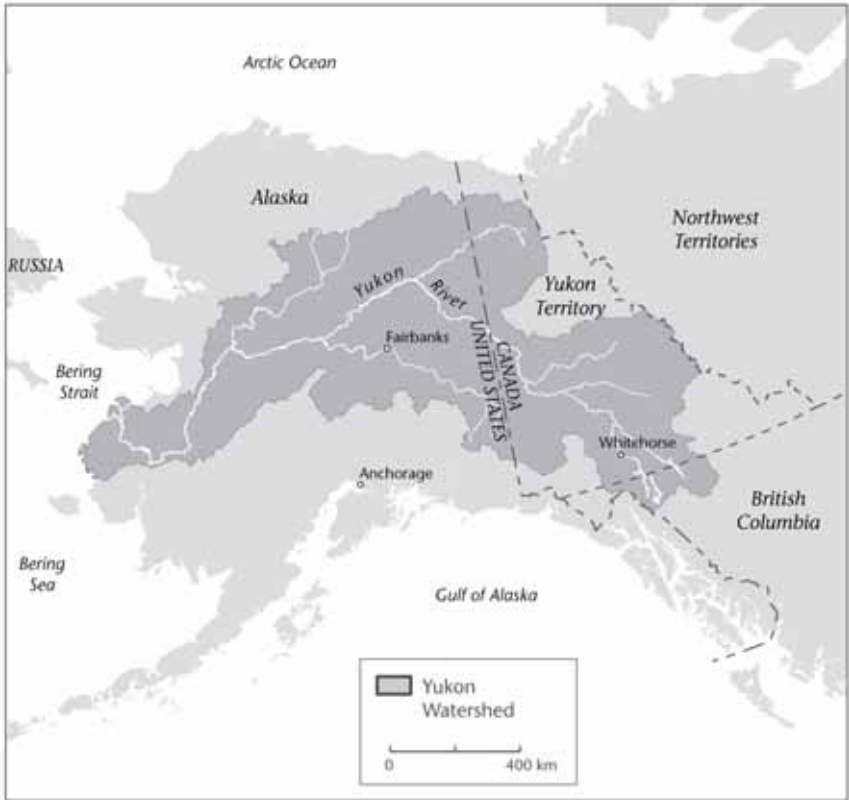 Arctic Ocean
Alaska
Northwest
Territories
RUSSIA
Yukon
River
Yukon
Territory
Fairbanks
CANADA
UNITED STATES
Bering
Strait
Whitehorse
Anchorage
British
Columbia
Bering
Sea
Gulf of Alaska
Yukon
Watershed
0
400 km